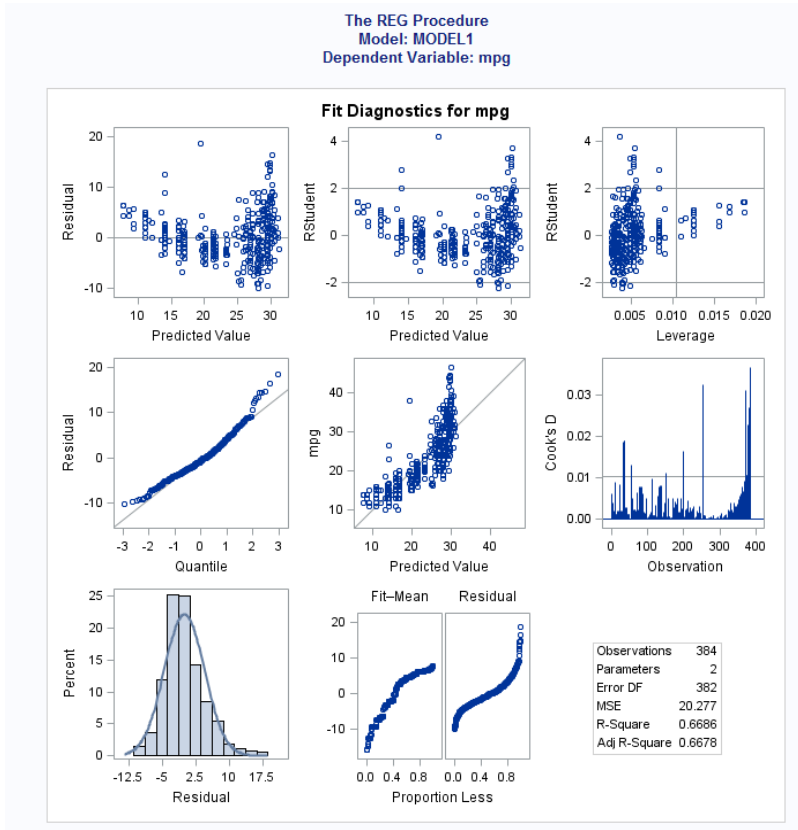 The REG Procedure
Model: MODEL1
Dependent Variable: mpg
Fit Diagnostics for mpg
20
10
0
-10
Residual
10 15 20 25 30
Predicted Value
4
2
0
-2
RStudent
10 15 20 25 30
Predicted Value
4
2
0
-2
RStudent
0.005 0.010 0.015 0.020
Leverage
20
10
0
-10
Residual
-3 -2 -1 0 1 2 3
Quantile
40
30
20
10
mpg
10 20 30 40
Predicted Value
0.03
0.02
0.01
0.00
Cook's D
0 100 200 300 400
Observation
25
20
15
10
5
0
Percent
-12.5 -5 2.5 10 17.5
Residual
Fit–Mean Residual
20
10
0
-10
0.0 0.4 0.8 0.0 0.4 0.8
Proportion Less
Observations 384
Parameters 2
Error DF 382
MSE 20.277
R-Square 0.6686
Adj R-Square 0.6678